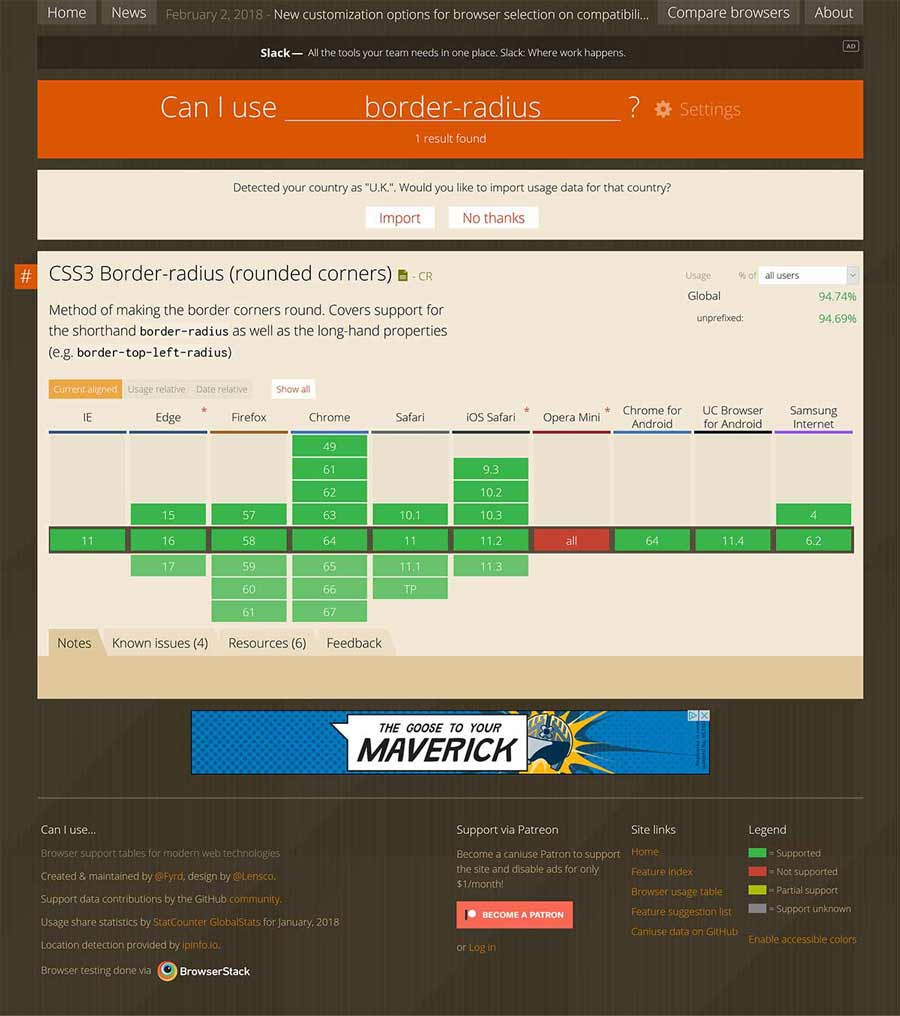 Home News February 2, 2018 - New customization options for browser selection on compatibili... Compare browsers About
Slack— All the tools your team needs in one place. Slack: Where work happens. AD
Can I use border-radius ? Settings
1 result found
Detected your country as "U.K.". Would you like to import usage data for that country?
Import No thanks
# CSS3 Border-radius (rounded corners) - CR
Usage % of all users
Global 94.74%
unprefixed: 94.69%
Method of making the border corners round. Covers support for
the shorthand border-radius as well as the long-hand properties
(e.g. border-top-left-radius)
Current aligned Usage relative Date relative Show all
IE Edge * Firefox Chrome Safari iOS Safari * Opera Mini * Chrome for Android UC Browser for Android Samsung Internet
49
61 9.3
62 10.2
15 57 63 10.1 10.3 4
11 16 58 64 11 11.2 all 64 11.4 6.2
17 59 65 11.1 11.3
60 66 TP
61 67
Notes Known issues (4) Resources (6) Feedback
THE GOOSE TO YOUR
MAVERICK
Can I use...
Browser support tables for modern web technologies
Created & maintained by @Fyrd, design by @Lensco.
Support data contributions by the GitHub community.
Usage share statistics by StatCounter GlobalStats for January, 2018
Location detection provided by ipinfo.io.
Browser testing done via BrowserStack
Support via Patreon
Become a caniuse Patron to support
the site and disable ads for only
$1/month!
BECOME A PATRON
or Log in
Site links
Home
Feature index
Browser usage table
Feature suggestion list
Caniuse data on GitHub
Legend
= Supported
= Not supported
= Partial support
= Support unknown
Enable accessible colors